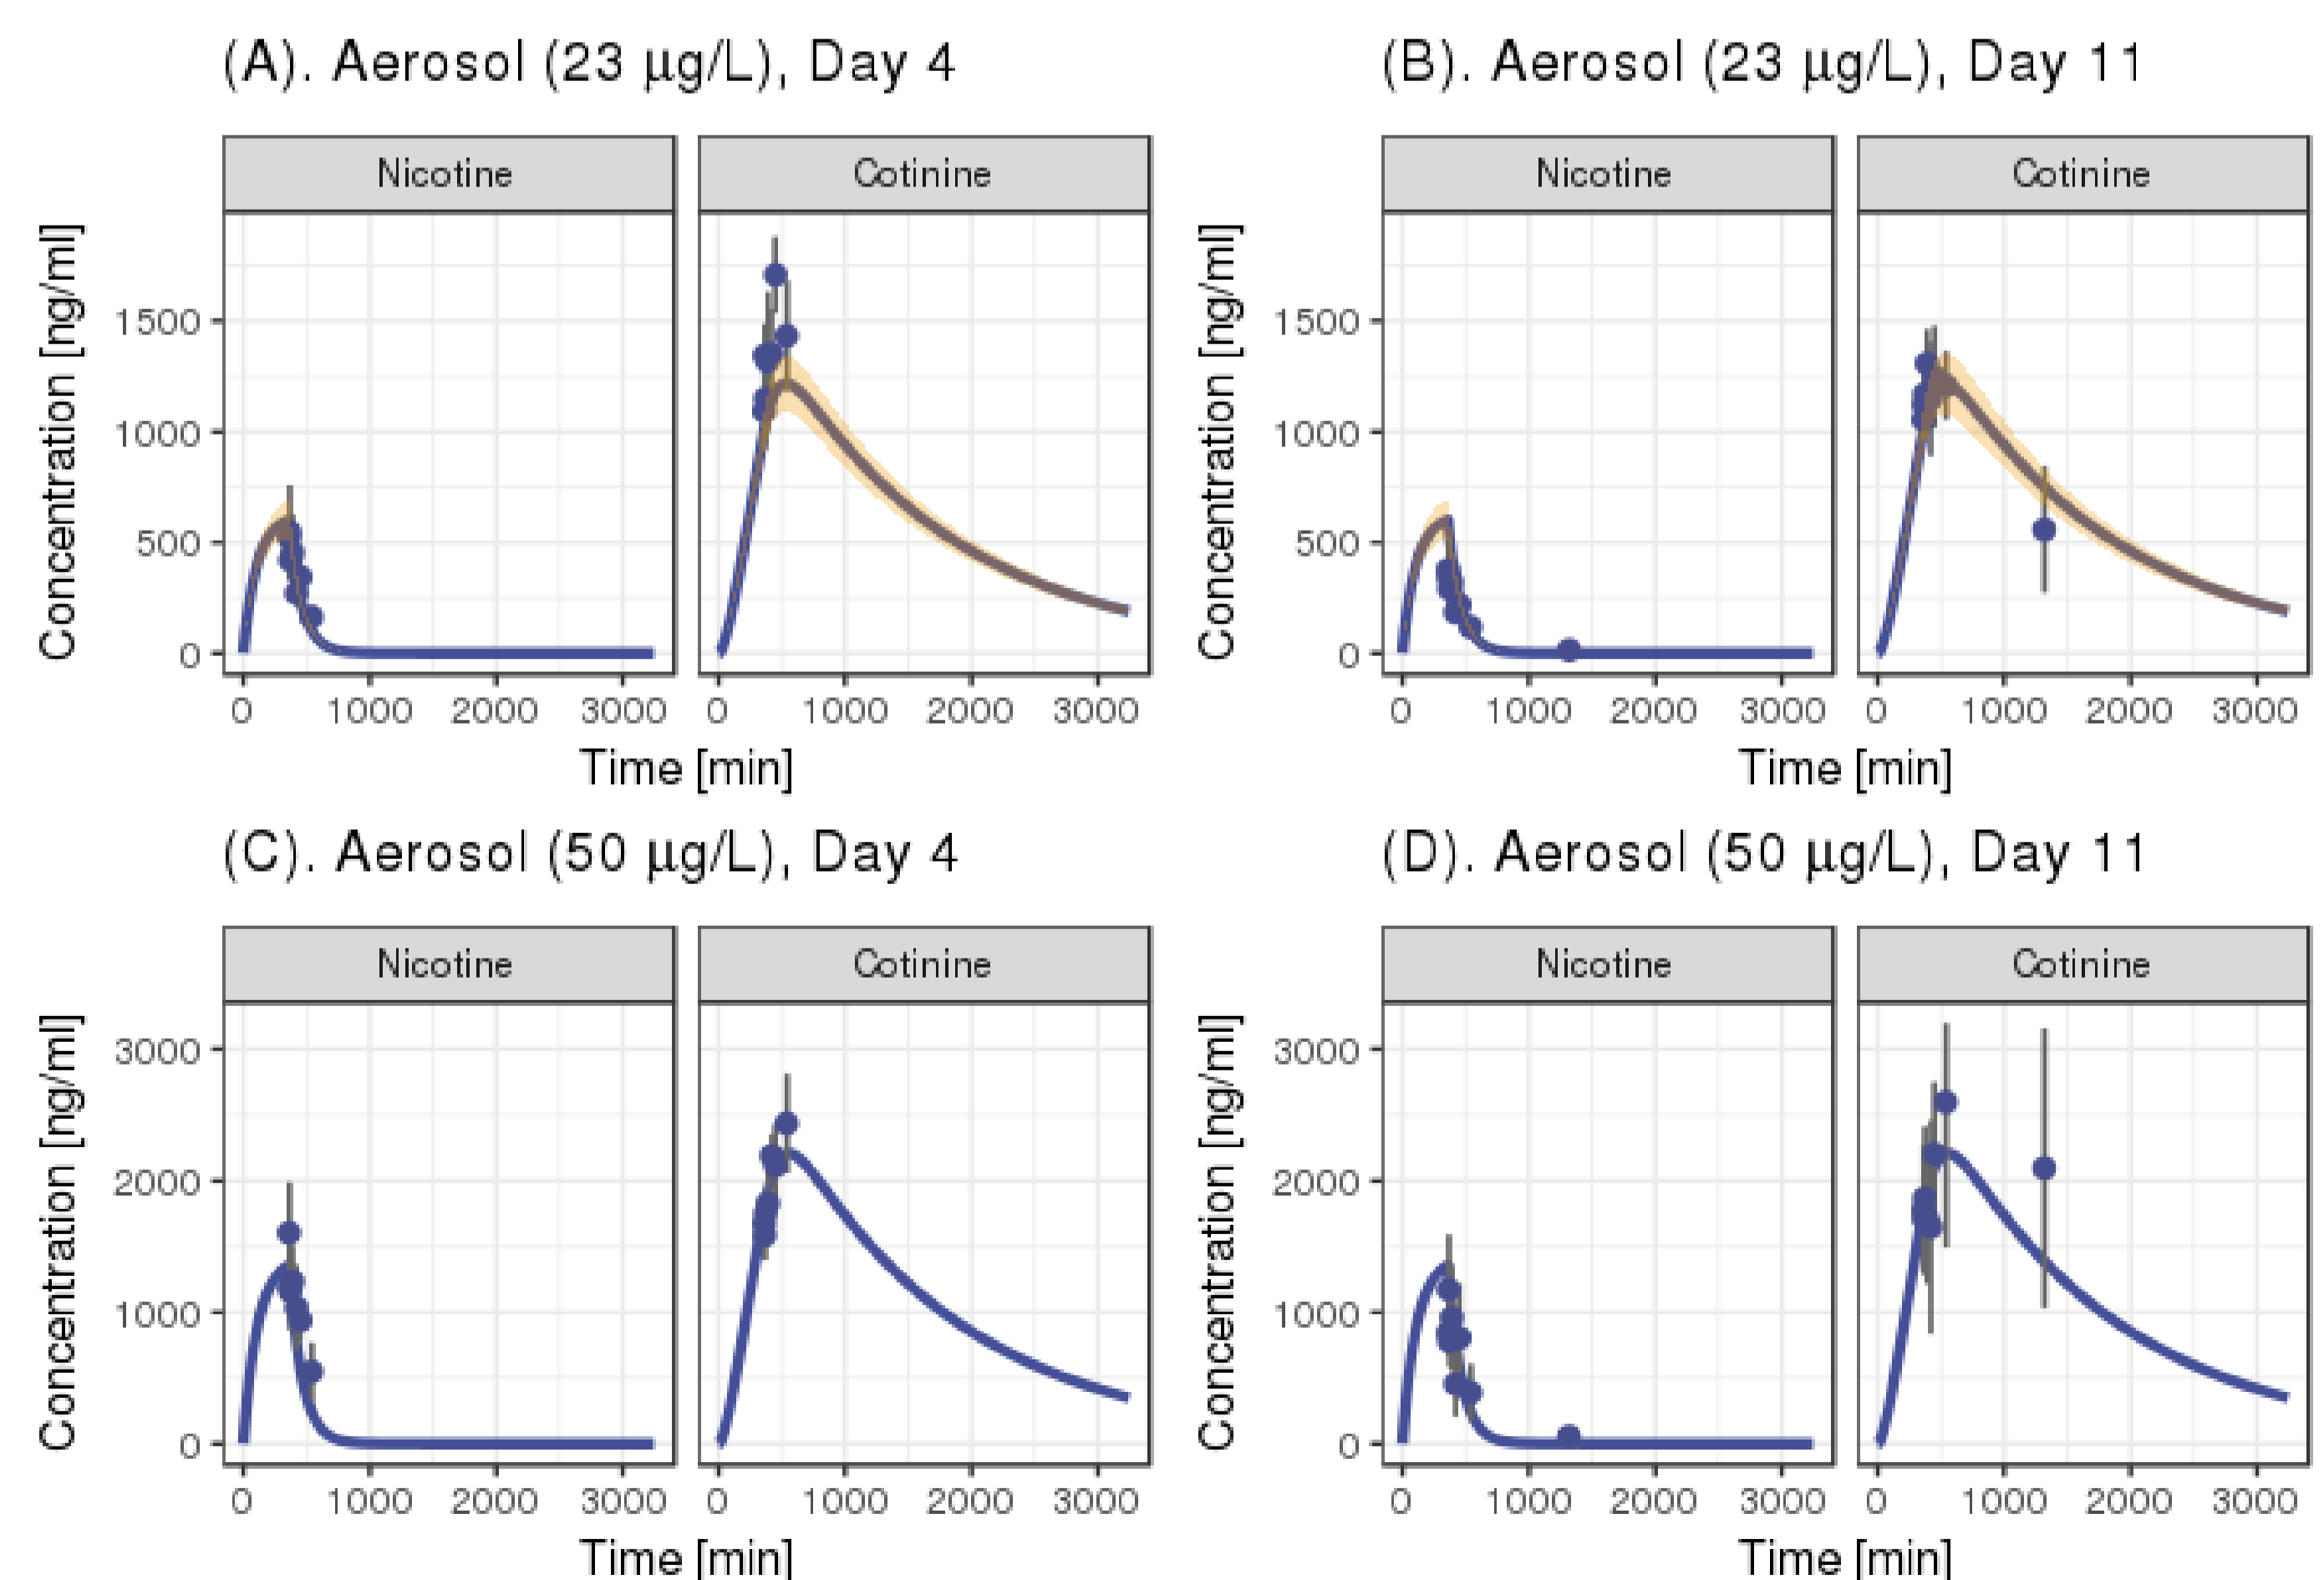 (A). Aerosol (23 μg/L), Day 4
Nicotine
Cotinine
Concentration [ng/ml]
1500
1000
500
0
0 1000 2000 3000
0 1000 2000 3000
Time [min]
(B). Aerosol (23 μg/L), Day 11
Nicotine
Cotinine
Concentration [ng/ml]
1500
1000
500
0
0 1000 2000 3000
0 1000 2000 3000
Time [min]
(C). Aerosol (50 μg/L), Day 4
Nicotine
Cotinine
Concentration [ng/ml]
3000
2000
1000
0
0 1000 2000 3000
0 1000 2000 3000
Time [min]
(D). Aerosol (50 μg/L), Day 11
Nicotine
Cotinine
Concentration [ng/ml]
3000
2000
1000
0
0 1000 2000 3000
0 1000 2000 3000
Time [min]